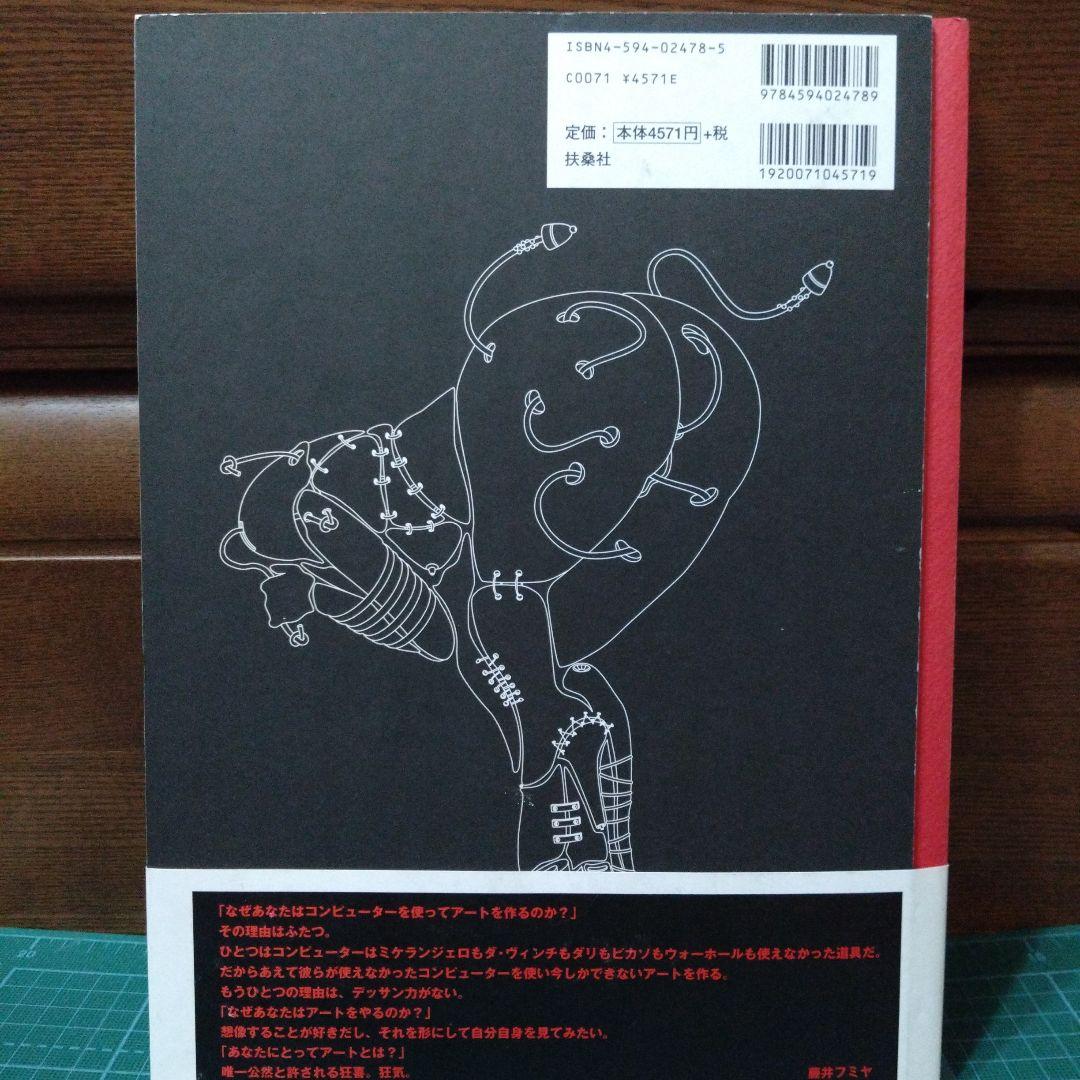 ISBN4-594-02478-5
C0071 ¥4571E
9784594024789
定価：本体4571円+税
扶桑社
1920071045719
「なぜあなたはコンピューターを使ってアートを作るのか？」
その理由はふたつ。
ひとつはコンピューターはミケランジェロもダ・ヴィンチもダリもピカソもウォーホールも使えなかった道具だ。
だからあえて彼らが使えなかったコンピューターを使い今しかできないアートを作る。
もうひとつの理由は、デッサン力がない。
「なぜあなたはアートをやるのか？」
想像することが好きだし、それを形にして自分自身を見てみたい。
「あなたにとってアートとは？」
唯一公然と許される狂喜。狂気。
藤井フミヤ
20